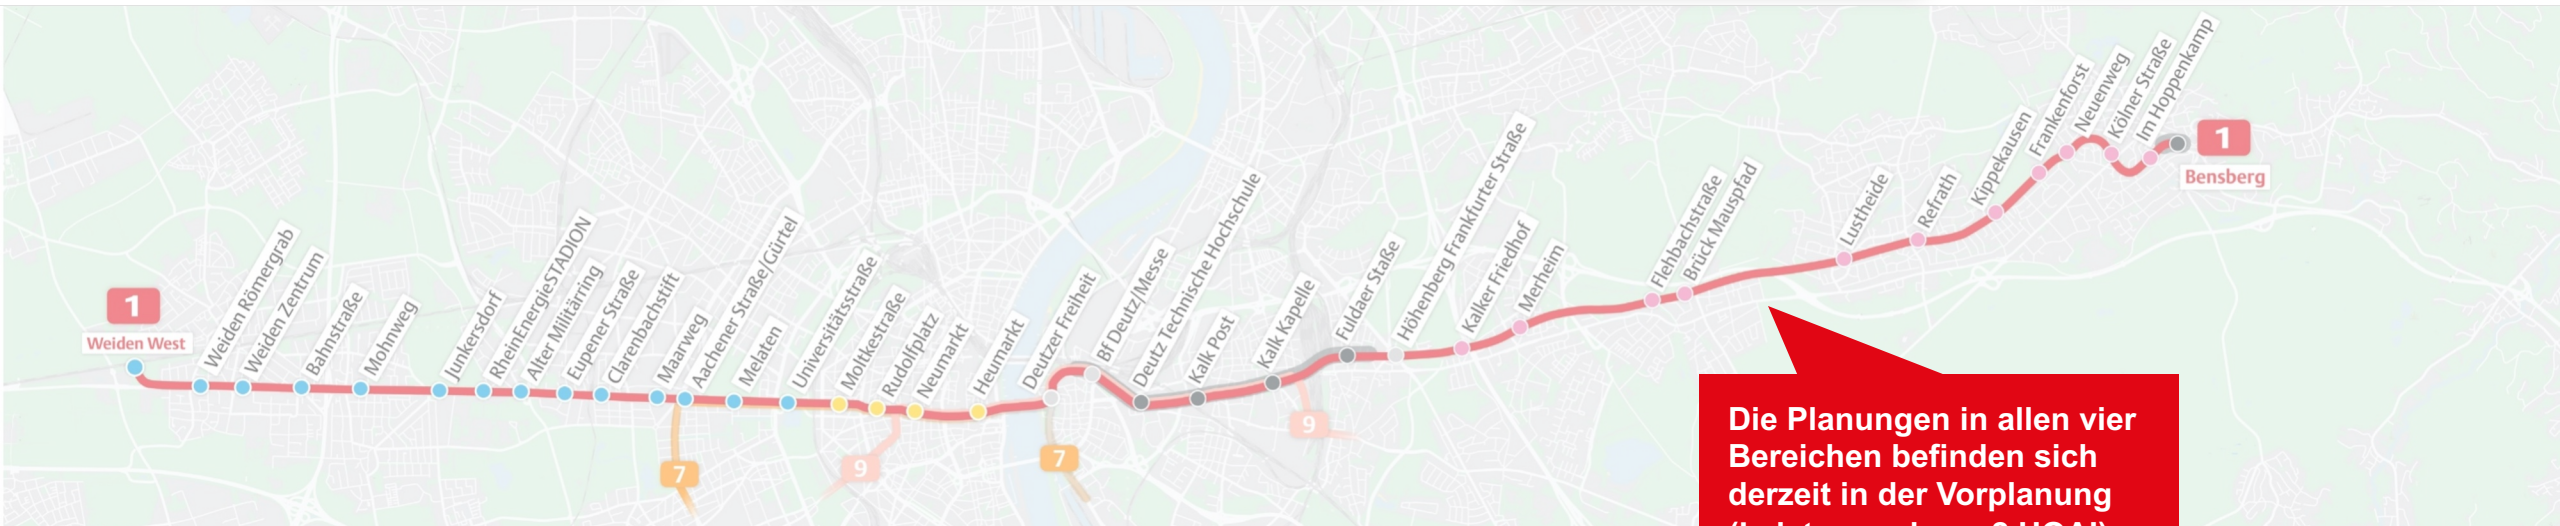 1
Weiden West
Weiden Römergrab
Weiden Zentrum
Bahnstraße
Mohnweg
Junkersdorf
RheinEnergieSTADION
Alter Militärring
Eupener Straße
Clarenbachstift
Maarweg
Aachener Straße/Gürtel
Melaten
Universitätsstraße
Moltkestraße
Rudolfplatz
Neumarkt
Heumarkt
Deutzer Freiheit
Bf Deutz/Messe
Deutz Technische Hochschule
Kalk Post
Kalk Kapelle
Fuldaer Staße
Höhenberg Frankfurter Straße
Kalker Friedhof
Merheim
Flehbachstraße
Brück Mauspfad
Lustheide
Refrath
Kippekausen
Frankenforst
Neuenweg
Kölner Straße
Im Hoppenkamp
1
Bensberg
7
9
7
9
Die Planungen in allen vier
Bereichen befinden sich
derzeit in der Vorplanung